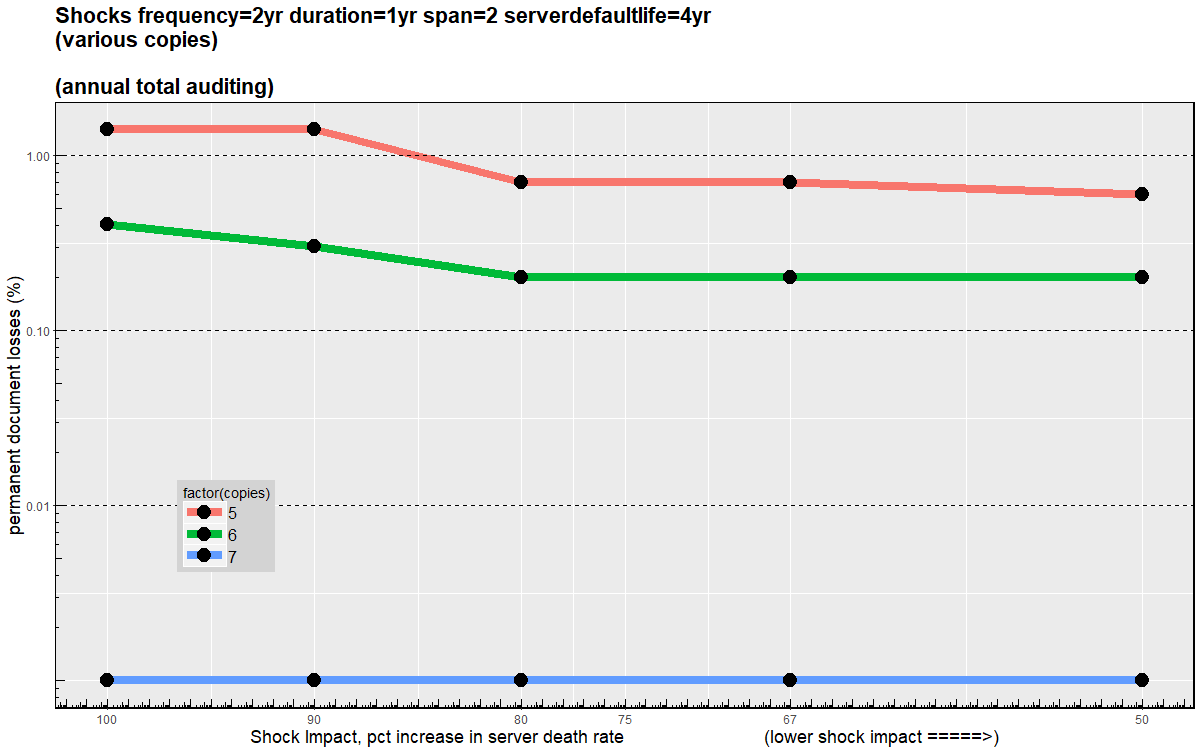 Shocks frequency=2yr duration=1yr span=2 serverdefaultlife=4yr
(various copies)
(annual total auditing)
permanent document losses (%)
1.00
0.10
0.01
factor(copies)
5
6
7
100 90 80 75 67 50
Shock Impact, pct increase in server death rate (lower shock impact =====>)